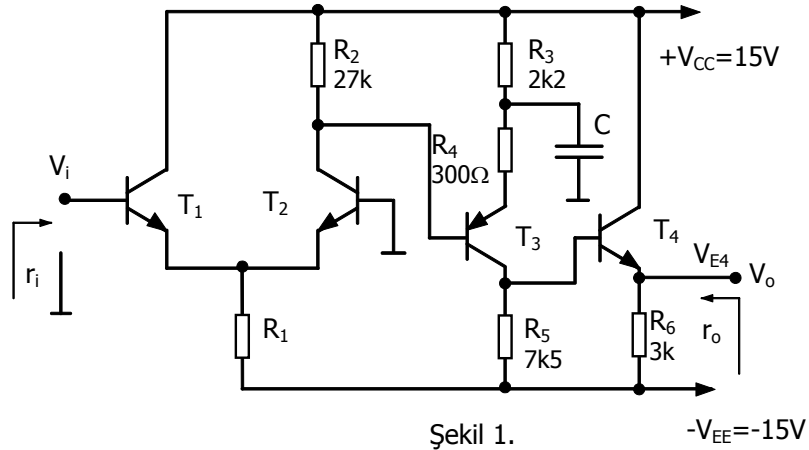 R2
27k
R3
2k2
+VCC=15V
R4
300Ω
C
Vi
T1
T2
T3
T4
VE4
Vo
ri
R1
R5
7k5
R6
3k
ro
Şekil 1.
-VEE=-15V